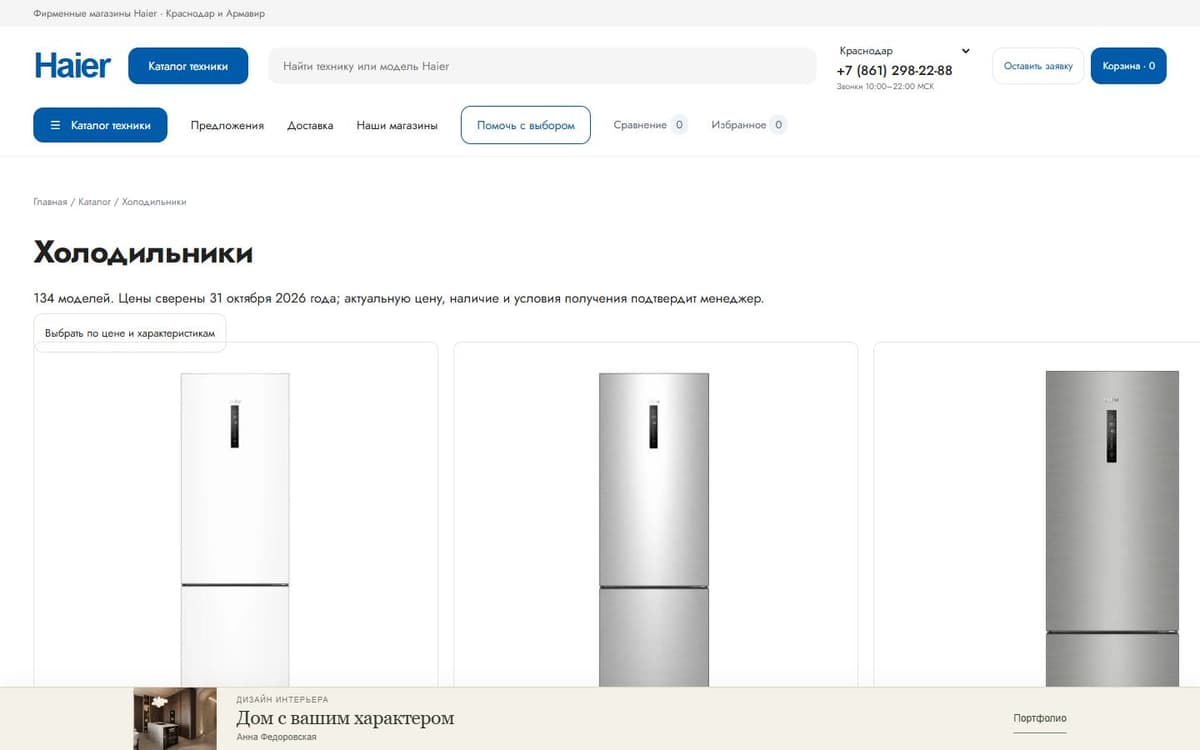 Фирменные магазины Haier · Краснодар и Армавир
Haier
Каталог техники
Найти технику или модель Haier
Краснодар
+7 (861) 298-22-88
Звонки 10:00–22:00 МСК
Оставить заявку
Корзина · 0
☰ Каталог техники
Предложения
Доставка
Наши магазины
Помочь с выбором
Сравнение 0
Избранное 0
Главная / Каталог / Холодильники
Холодильники
134 моделей. Цены сверены 31 октября 2026 года; актуальную цену, наличие и условия получения подтвердит менеджер.
Выбрать по цене и характеристикам
ДИЗАЙН ИНТЕРЬЕРА
Дом с вашим характером
Анна Федоровская
Портфолио